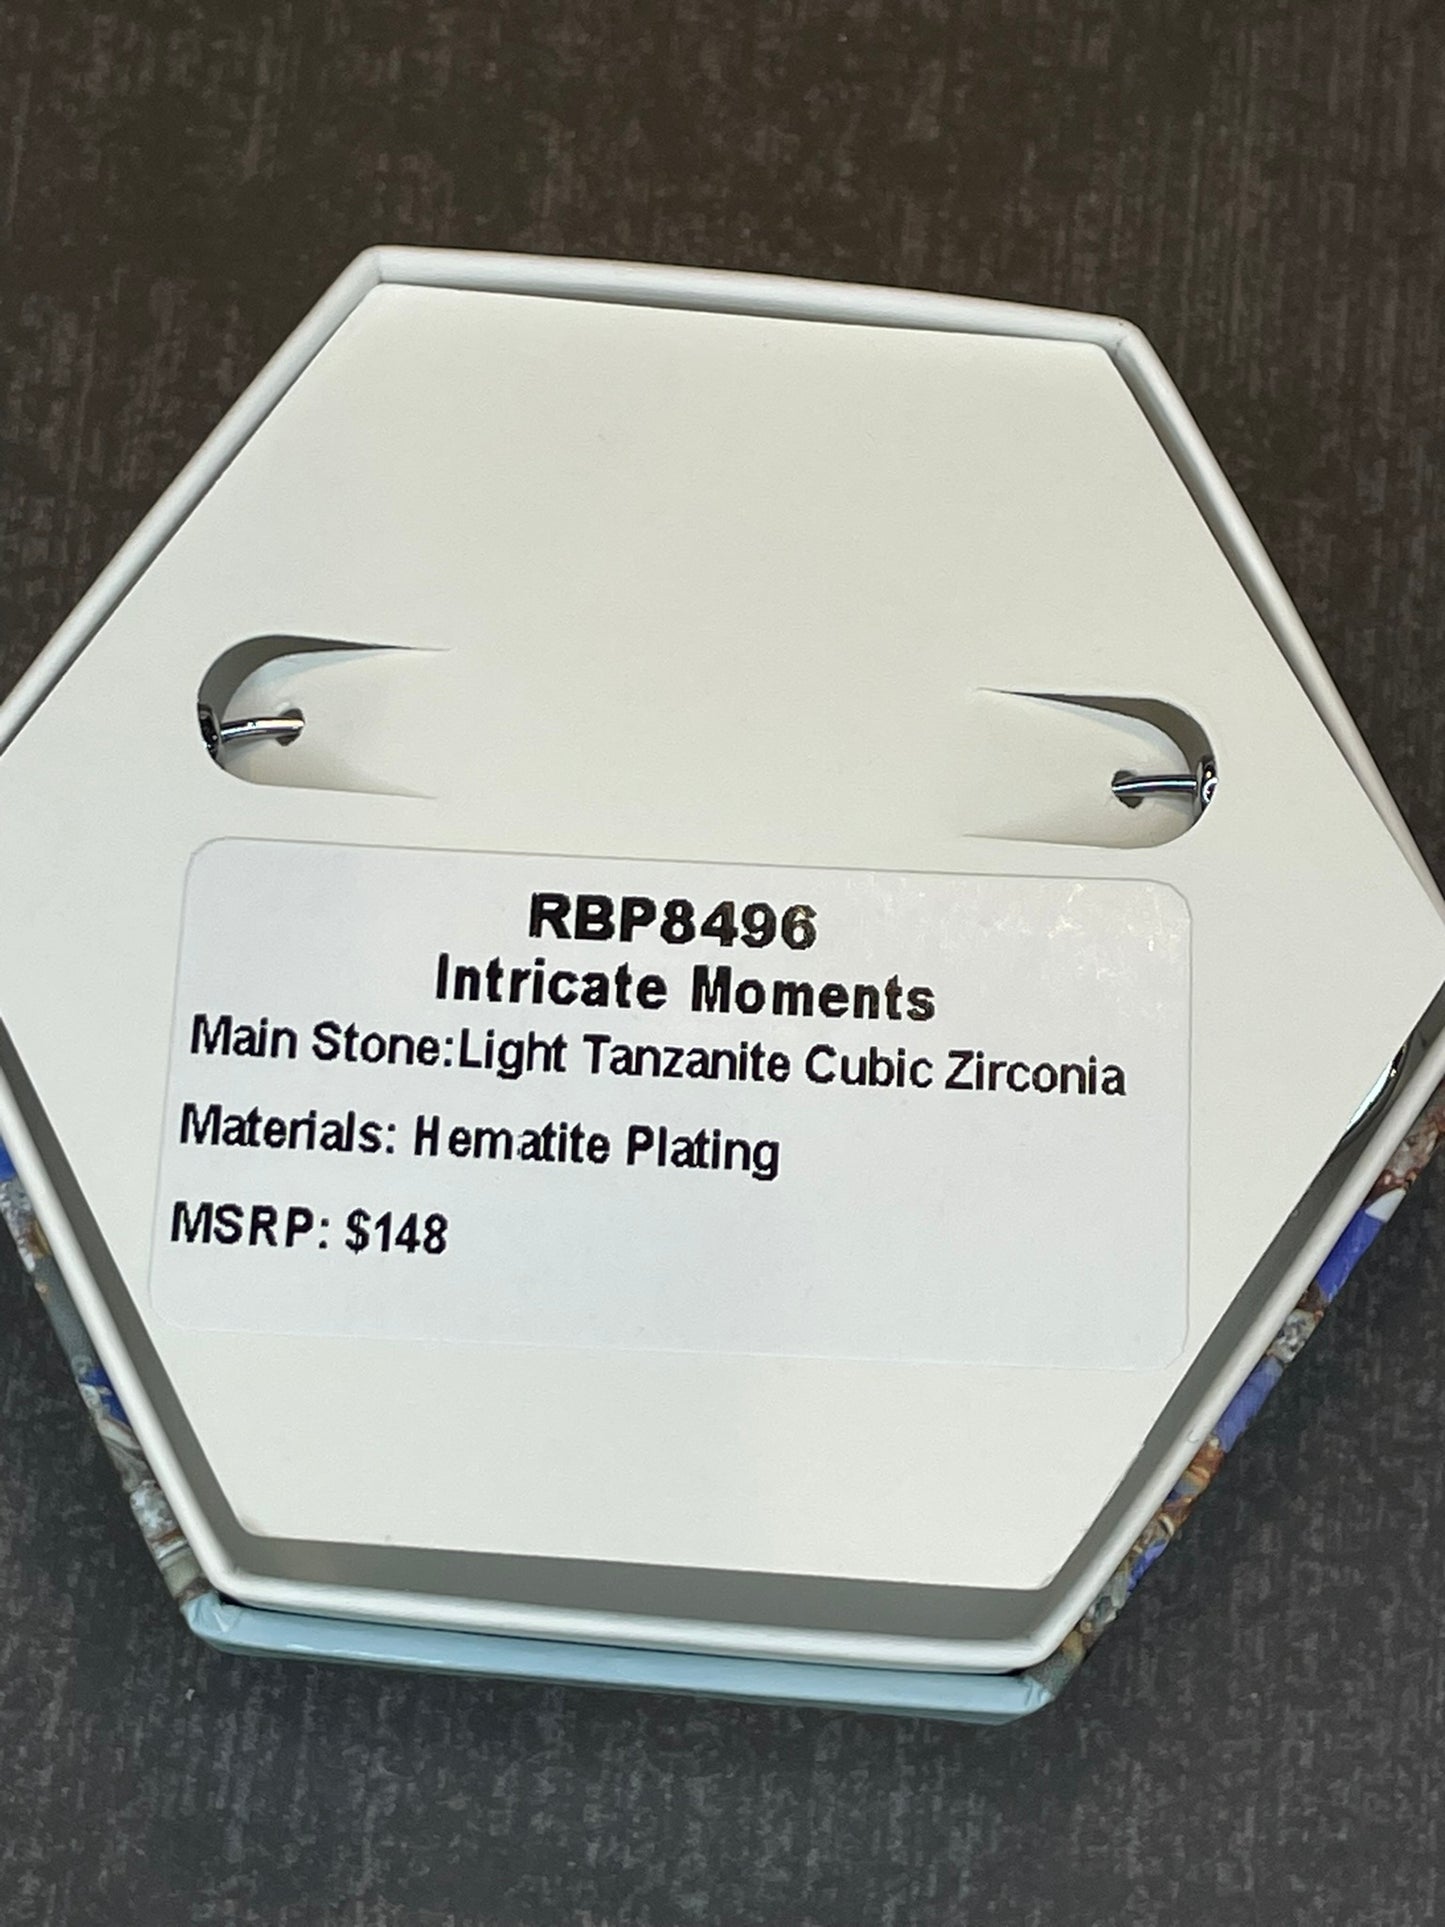 RBP8496
Intricate Moments
Main Stone:Light Tanzanite Cubic Zirconia
Materials: Hematite Plating
MSRP: $148